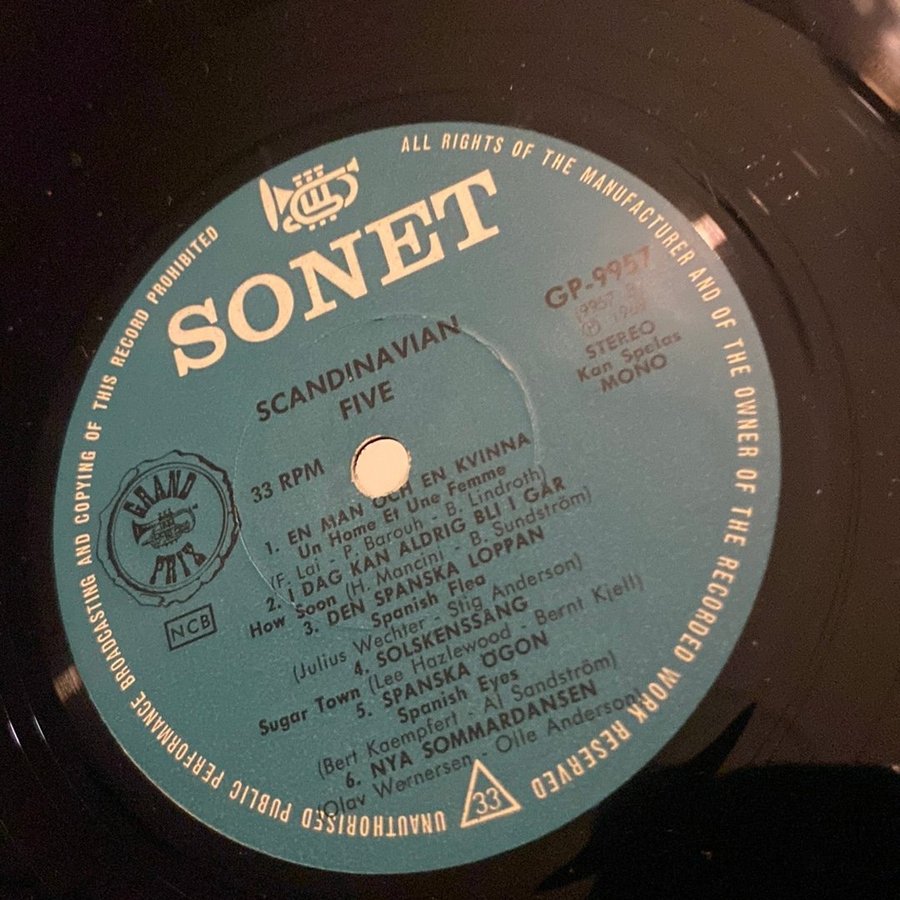 ALL RIGHTS OF THE MANUFACTURER AND OF THE OWNER OF THE RECORDED WORK RESERVED
UNAUTHORISED PUBLIC PERFORMANCE BROADCASTING AND COPYING OF THIS RECORD PROHIBITED
SONET
GP-9957
STEREO
Kan Spelas
MONO
SCANDINAVIAN
FIVE
33 RPM
GRAND
PRIX
NCB
1. EN MAN OCH EN KVINNA
Un Home Et Une Femme
(F. Lai - P. Barouh - B. Lindroth)
2. I DAG KAN ALDRIG BLI I GÅR
How Soon (H. Mancini - B. Sundström)
3. DEN SPANSKA LOPPAN
Spanish Flea
(Julius Wechter - Stig Anderson)
4. SOLSKENSSÅNG
Sugar Town (Lee Hazlewood - Bernt Kjell)
5. SPANSKA ÖGON
Spanish Eyes
(Bert Kaempfert - Al Sandström)
6. NYA SOMMARDANSEN
(Olav Wernersen - Olle Anderson)
33